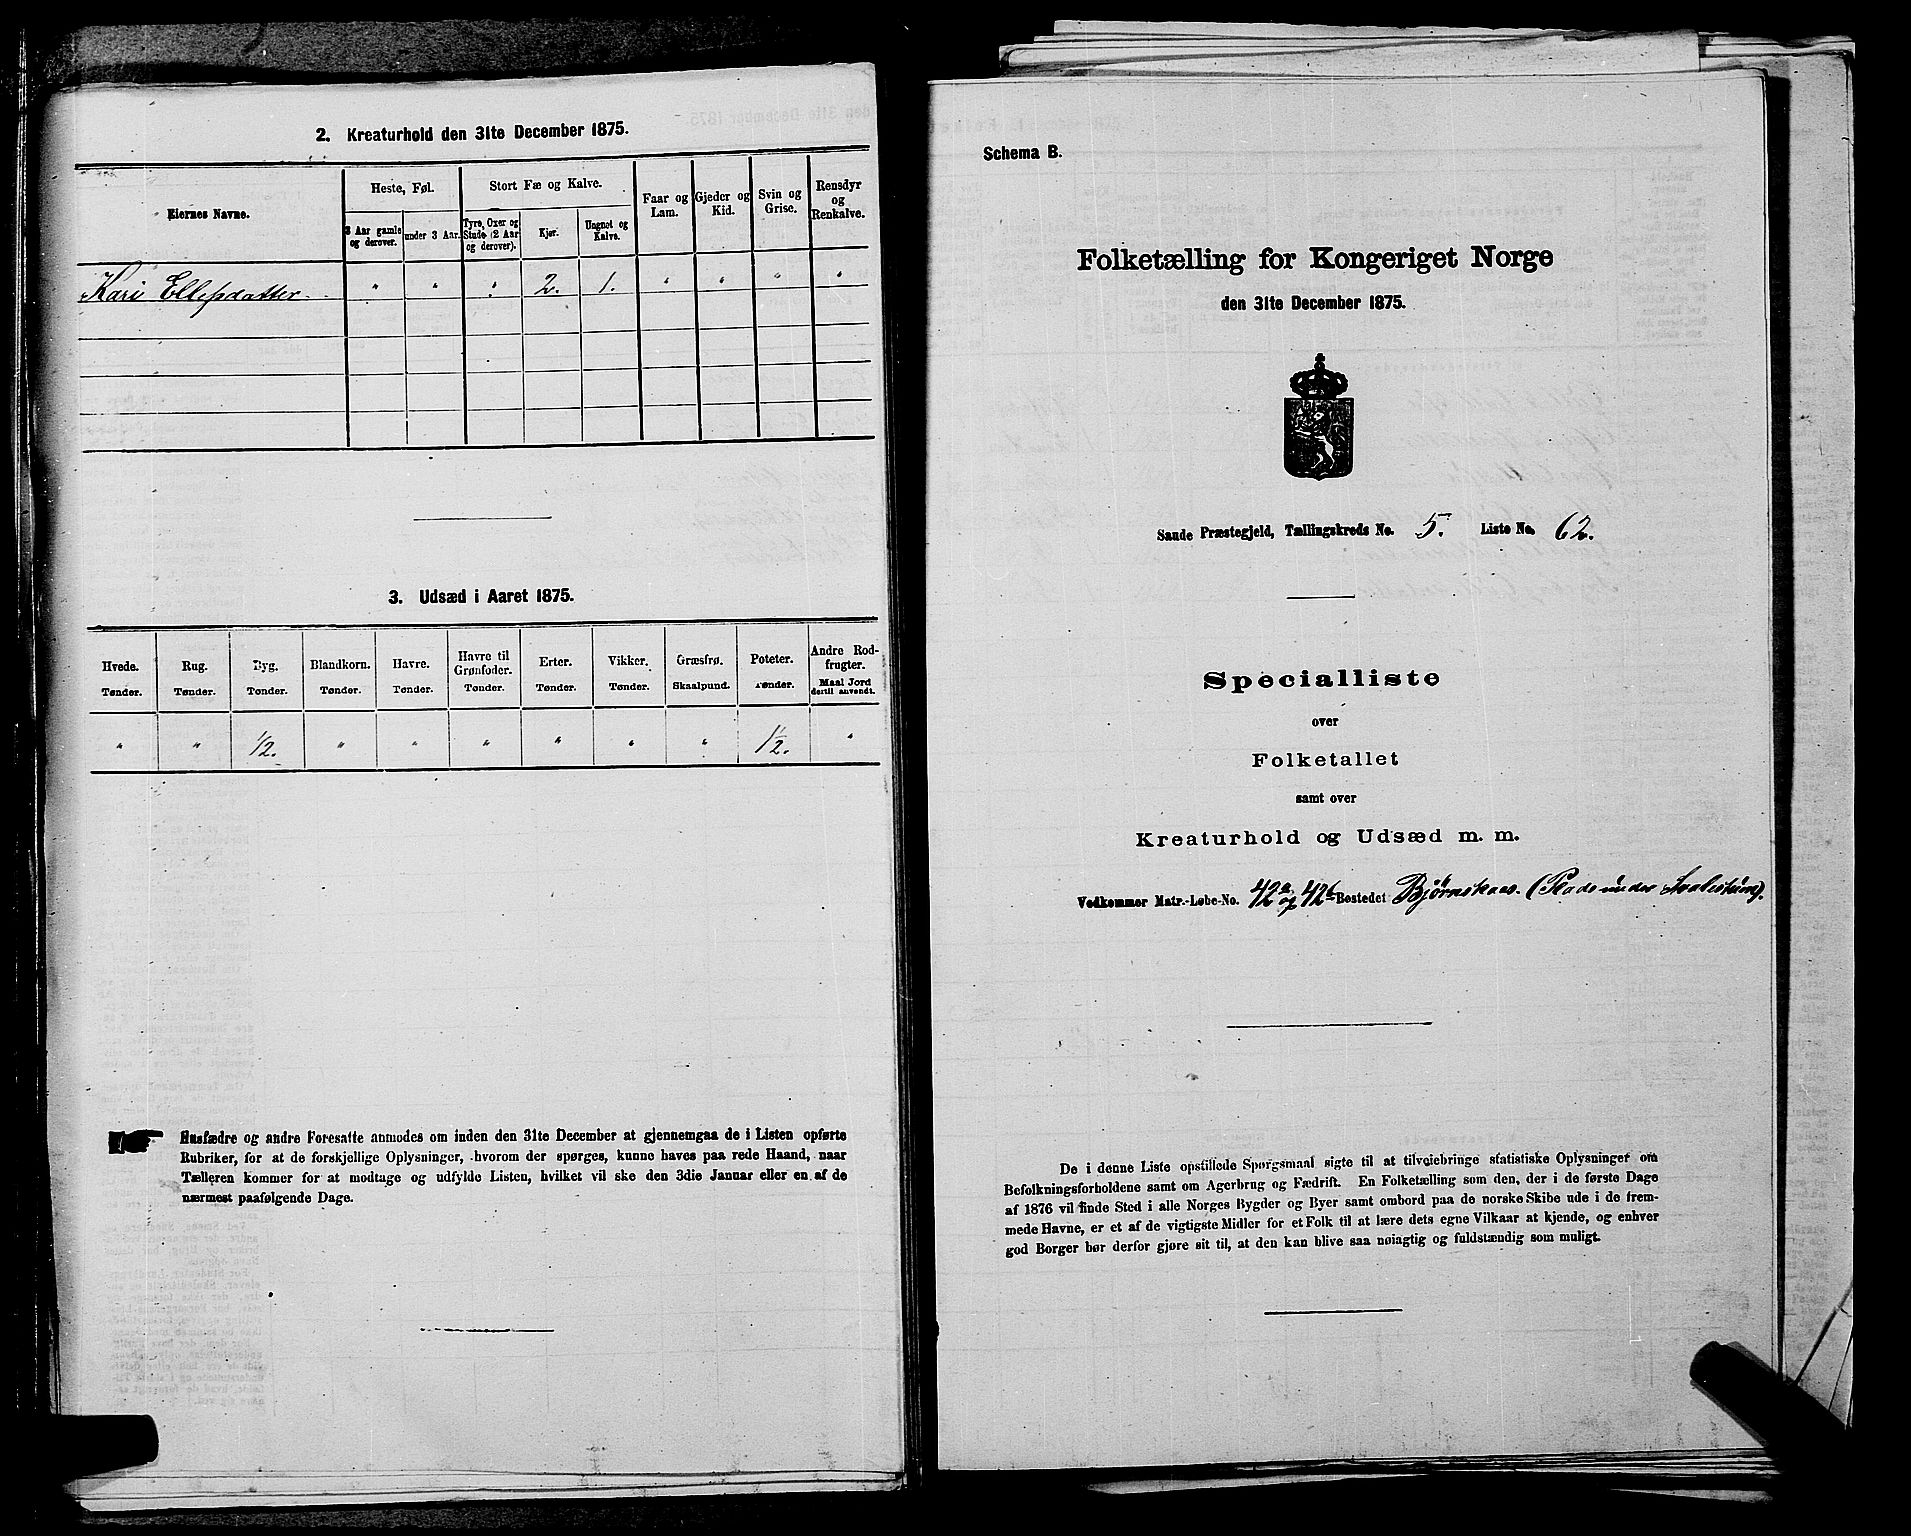 2. Kreaturhold den 31te December 1875.
Eiernes Navne.
Heste, Føl.
Stort Fæ og Kalve.
Faar og Lam.
Gjeder og Kid.
Svin og Grise.
Rensdyr og Renkalve.
3 Aar gamle og derover.
under 3 Aar.
Tyre, Oxer og Stude (2 Aar og derover).
Kjør.
Ungnet og Kalve.
Kari Ellefsdatter " " " 2. 1. " " " "
3. Udsæd i Aaret 1875.
Hvede. Rug. Byg. Blandkorn. Havre. Havre til Grønfoder. Erter. Vikker. Græsfrø. Poteter. Andre Rodfrugter.
Tønder. Tønder. Tønder. Tønder. Tønder. Tønder. Tønder. Tønder. Skaalpund. Tønder. Maal Jord dertil anvendt.
" " 1/2. " " " " " " 1 1/2. "
Husfædre og andre Foresatte anmodes om inden den 31te December at gjennemgaa de i Listen opførte
Rubriker, for at de forskjellige Oplysninger, hvorom der spørges, kunne haves paa rede Haand, naar
Tælleren kommer for at modtage og udfylde Listen, hvilket vil ske den 3die Januar eller en af de
nærmest paafølgende Dage.
Schema B.
Folketælling for Kongeriget Norge
den 31te December 1875.
Sande Præstegjeld, Tællingskreds No. 5. Liste No. 62.
Specialliste
over
Folketallet
samt over
Kreaturhold og Udsæd m. m.
Vedkommer Matr.-Løbe-No. 42a og 42b Bostedet Bjørnskaas. (Plads under
De i denne Liste opstillede Spørgsmaal sigte til at tilveiebringe statistiske Oplysninger om
Befolkningsforholdene samt om Agerbrug og Fædrift. En Folketælling som den, der i de første Dage
af 1876 vil finde Sted i alle Norges Bygder og Byer samt ombord paa de norske Skibe ude i de frem-
mede Havne, er et af de vigtigste Midler for et Folk til at lære dets egne Vilkaar at kjende, og enhver
god Borger bør derfor gjøre sit til, at den kan blive saa nøiagtig og fuldstændig som muligt.